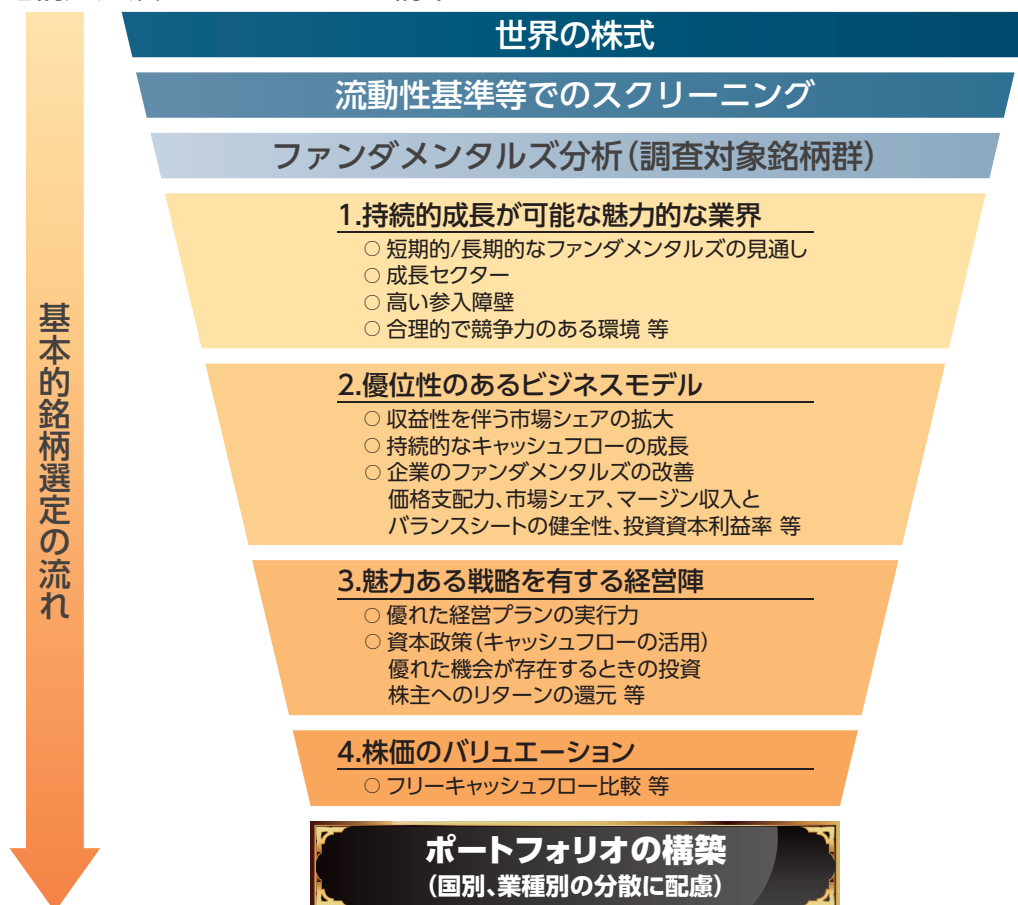 世界の株式
流動性基準等でのスクリーニング
ファンダメンタルズ分析(調査対象銘柄群)
基本的銘柄選定の流れ
1.持続的成長が可能な魅力的な業界
○ 短期的/長期的なファンダメンタルズの見通し
○ 成長セクター
○ 高い参入障壁
○ 合理的で競争力のある環境 等
2.優位性のあるビジネスモデル
○ 収益性を伴う市場シェアの拡大
○ 持続的なキャッシュフローの成長
○ 企業のファンダメンタルズの改善
価格支配力、市場シェア、マージン収入と
バランスシートの健全性、投資資本利益率 等
3.魅力ある戦略を有する経営陣
○ 優れた経営プランの実行力
○ 資本政策(キャッシュフローの活用)
優れた機会が存在するときの投資
株主へのリターンの還元 等
4.株価のバリュエーション
○ フリーキャッシュフロー比較 等
ポートフォリオの構築
(国別、業種別の分散に配慮)